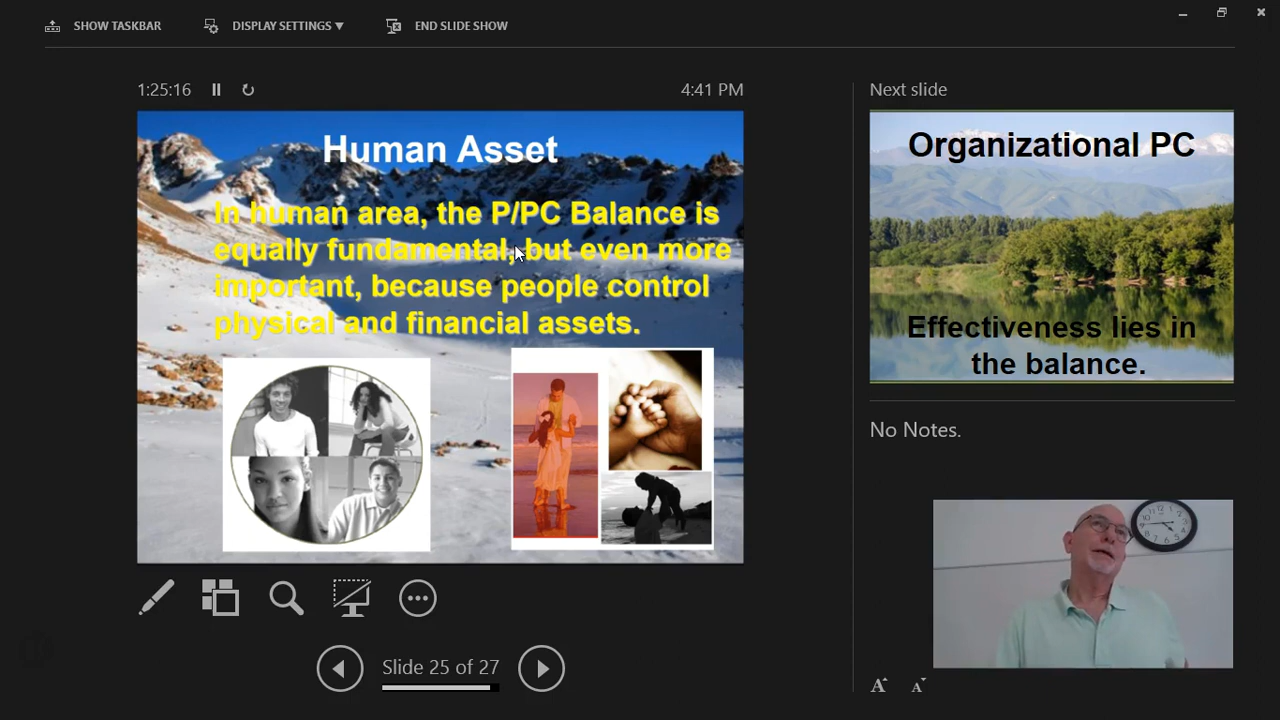 SHOW TASKBAR
DISPLAY SETTINGS ▼
END SLIDE SHOW
1:25:16
4:41 PM
Human Asset
In human area, the P/PC Balance is
equally fundamental, but even more
important, because people control
physical and financial assets.
Slide 25 of 27
Next slide
Organizational PC
Effectiveness lies in
the balance.
No Notes.
A A